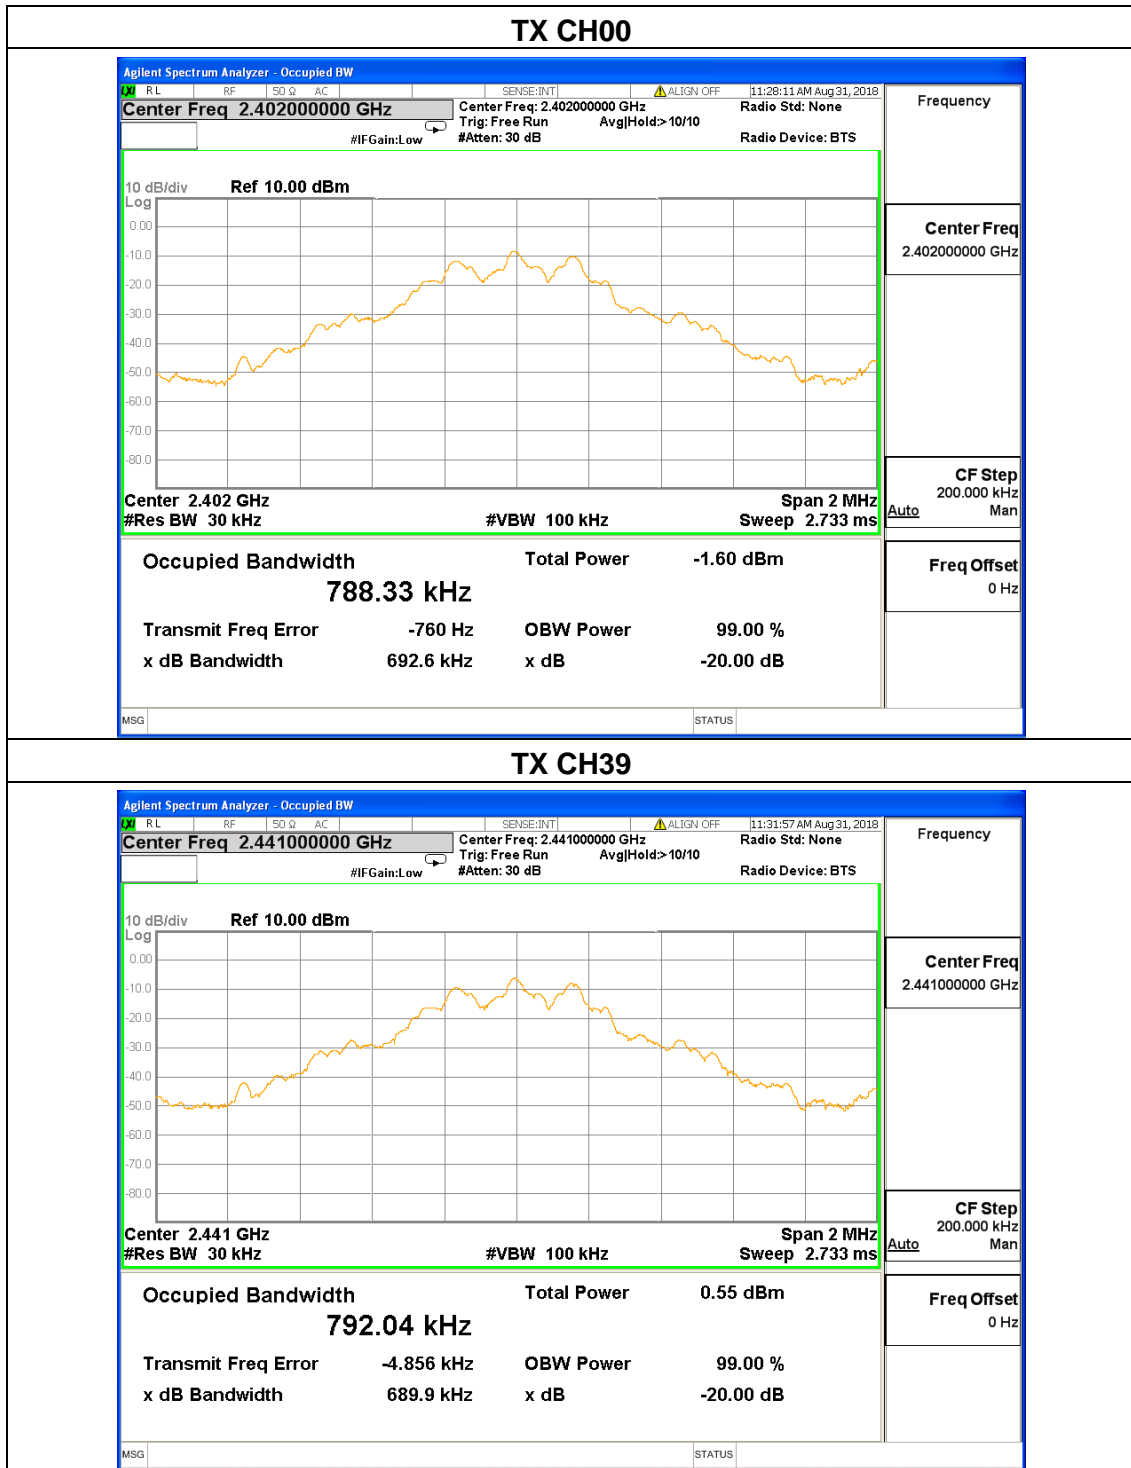 TX CH00
Agilent Spectrum Analyzer - Occupied BW
LXI RL RF 50 Ω AC SENSE:INT ALIGN OFF 11:28:11 AM Aug 31, 2018
Center Freq 2.402000000 GHz
Center Freq: 2.402000000 GHz
Radio Std: None
Trig: Free Run Avg|Hold:>10/10
#IFGain:Low #Atten: 30 dB Radio Device: BTS
Frequency
10 dB/div Ref 10.00 dBm
Log
0.00
-10.0
-20.0
-30.0
-40.0
-50.0
-60.0
-70.0
-80.0
Center Freq
2.402000000 GHz
Center 2.402 GHz Span 2 MHz
#Res BW 30 kHz #VBW 100 kHz Sweep 2.733 ms
CF Step
200.000 kHz
Auto Man
Occupied Bandwidth Total Power -1.60 dBm
788.33 kHz
Freq Offset
0 Hz
Transmit Freq Error -760 Hz OBW Power 99.00 %
x dB Bandwidth 692.6 kHz x dB -20.00 dB
MSG STATUS
TX CH39
Agilent Spectrum Analyzer - Occupied BW
LXI RL RF 50 Ω AC SENSE:INT ALIGN OFF 11:31:57 AM Aug 31, 2018
Center Freq 2.441000000 GHz
Center Freq: 2.441000000 GHz
Radio Std: None
Trig: Free Run Avg|Hold:>10/10
#IFGain:Low #Atten: 30 dB Radio Device: BTS
Frequency
10 dB/div Ref 10.00 dBm
Log
0.00
-10.0
-20.0
-30.0
-40.0
-50.0
-60.0
-70.0
-80.0
Center Freq
2.441000000 GHz
Center 2.441 GHz Span 2 MHz
#Res BW 30 kHz #VBW 100 kHz Sweep 2.733 ms
CF Step
200.000 kHz
Auto Man
Occupied Bandwidth Total Power 0.55 dBm
792.04 kHz
Freq Offset
0 Hz
Transmit Freq Error -4.856 kHz OBW Power 99.00 %
x dB Bandwidth 689.9 kHz x dB -20.00 dB
MSG STATUS